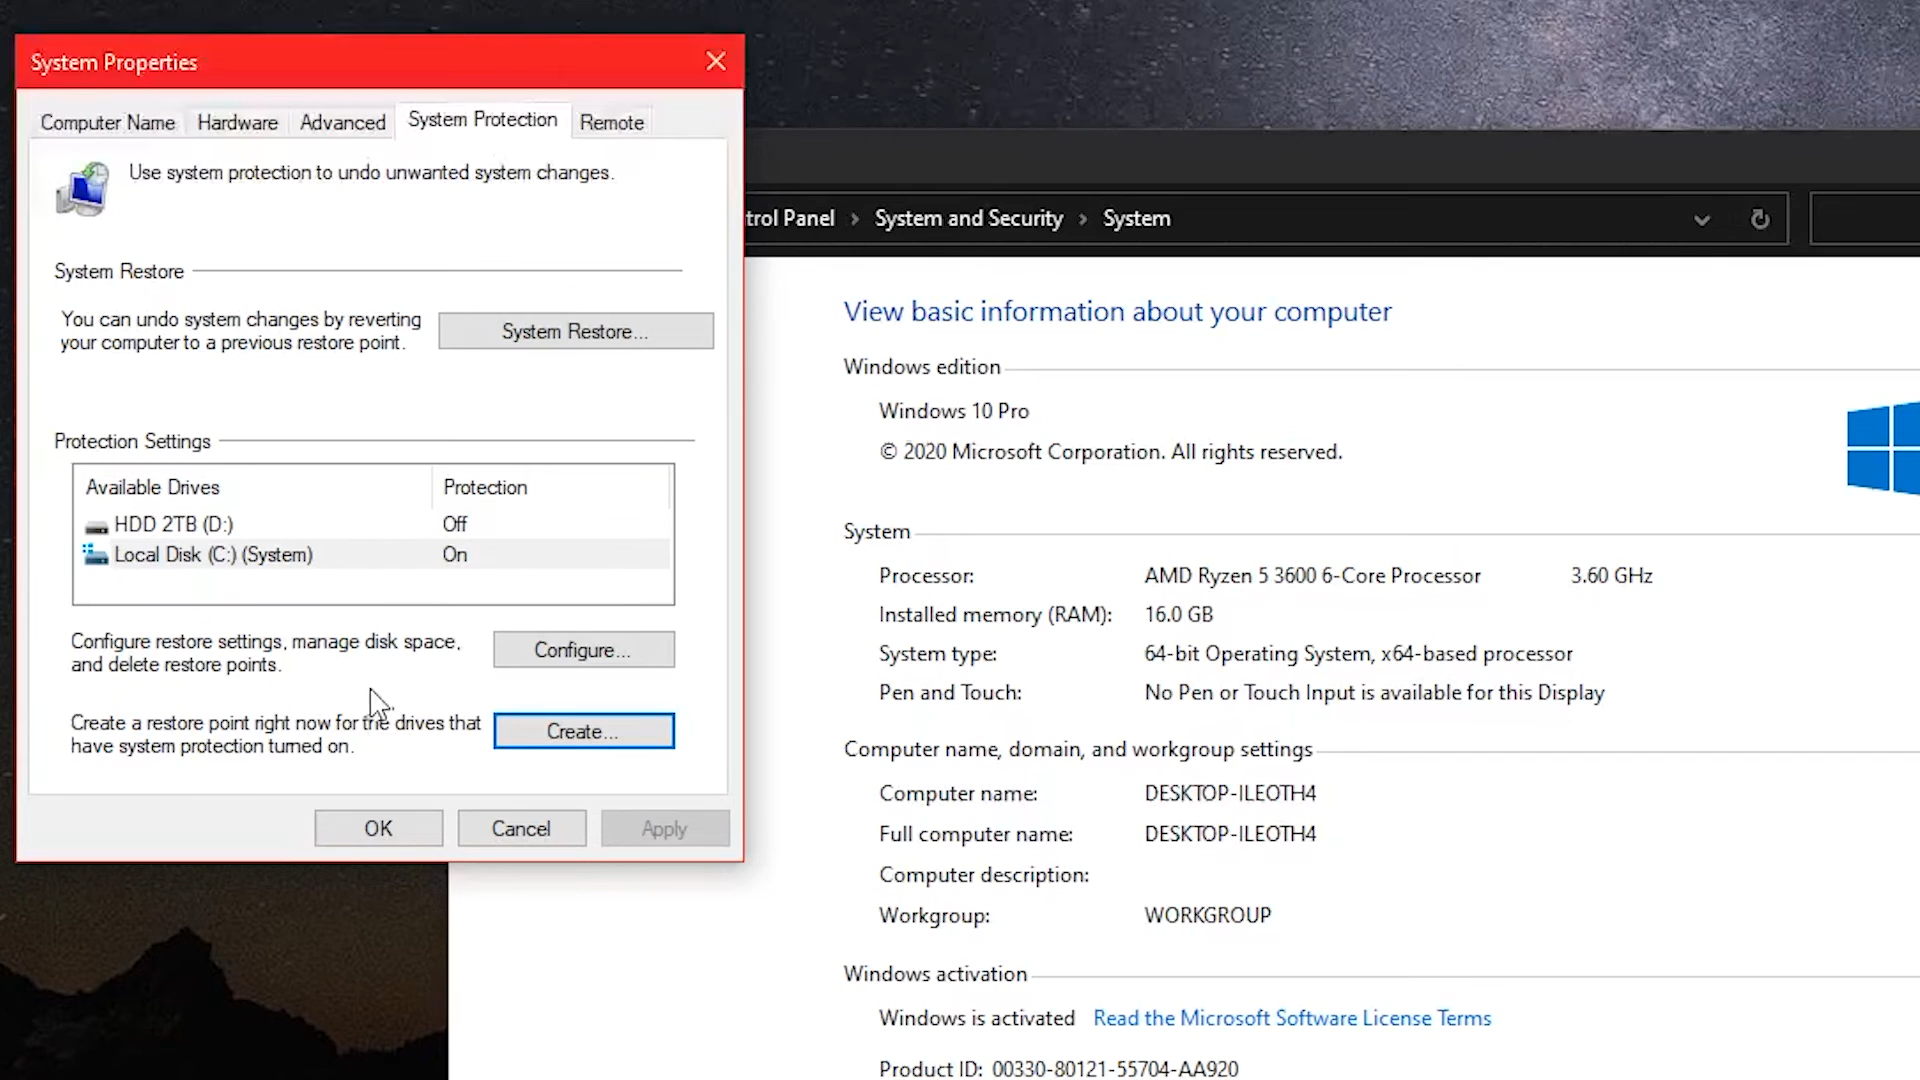 System Properties
Computer Name
Hardware
Advanced
System Protection
Remote
Use system protection to undo unwanted system changes.
System Restore
You can undo system changes by reverting
your computer to a previous restore point.
System Restore...
Protection Settings
Available Drives
Protection
HDD 2TB (D:)
Off
Local Disk (C:) (System)
On
Configure restore settings, manage disk space,
and delete restore points.
Configure...
Create a restore point right now for the drives that
have system protection turned on.
Create...
OK
Cancel
Apply
trol Panel
System and Security
System
View basic information about your computer
Windows edition
Windows 10 Pro
© 2020 Microsoft Corporation. All rights reserved.
System
Processor:
AMD Ryzen 5 3600 6-Core Processor
3.60 GHz
Installed memory (RAM):
16.0 GB
System type:
64-bit Operating System, x64-based processor
Pen and Touch:
No Pen or Touch Input is available for this Display
Computer name, domain, and workgroup settings
Computer name:
DESKTOP-ILEOTH4
Full computer name:
DESKTOP-ILEOTH4
Computer description:
Workgroup:
WORKGROUP
Windows activation
Windows is activated
Read the Microsoft Software License Terms
Product ID: 00330-80121-55704-AA920